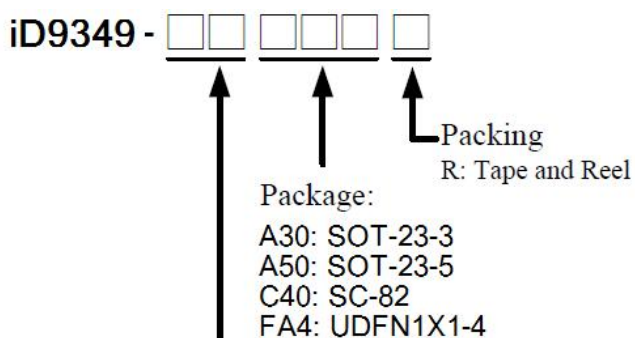 iD9349 - □□ □□□ □
Packing
R: Tape and Reel
Package:
A30: SOT-23-3
A50: SOT-23-5
C40: SC-82
FA4: UDFN1X1-4